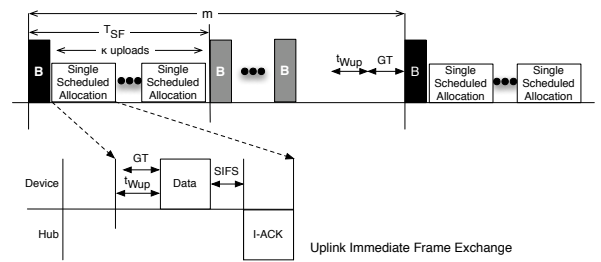 m
T_SF
κ uploads
B
Single Scheduled Allocation
Single Scheduled Allocation
B
B
t_Wup
GT
B
Single Scheduled Allocation
Single Scheduled Allocation
GT
t_Wup
SIFS
Device
Data
Hub
I-ACK
Uplink Immediate Frame Exchange